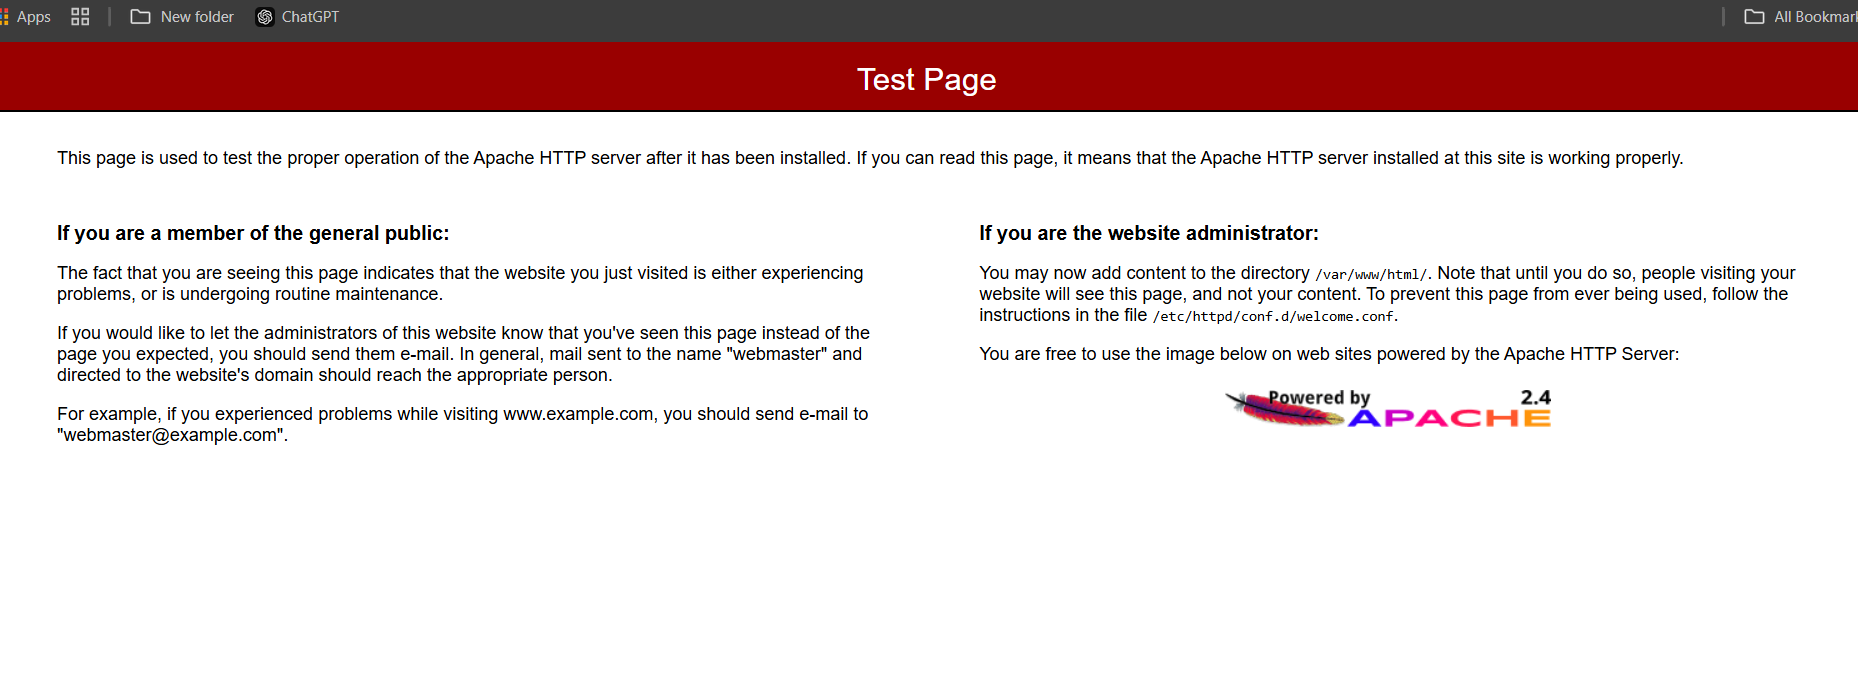 Apps New folder ChatGPT All Bookmar
Test Page
This page is used to test the proper operation of the Apache HTTP server after it has been installed. If you can read this page, it means that the Apache HTTP server installed at this site is working properly.
If you are a member of the general public:
The fact that you are seeing this page indicates that the website you just visited is either experiencing
problems, or is undergoing routine maintenance.
If you would like to let the administrators of this website know that you've seen this page instead of the
page you expected, you should send them e-mail. In general, mail sent to the name "webmaster" and
directed to the website's domain should reach the appropriate person.
For example, if you experienced problems while visiting www.example.com, you should send e-mail to
"webmaster@example.com".
If you are the website administrator:
You may now add content to the directory /var/www/html/. Note that until you do so, people visiting your
website will see this page, and not your content. To prevent this page from ever being used, follow the
instructions in the file /etc/httpd/conf.d/welcome.conf.
You are free to use the image below on web sites powered by the Apache HTTP Server:
Powered by 2.4
APACHE